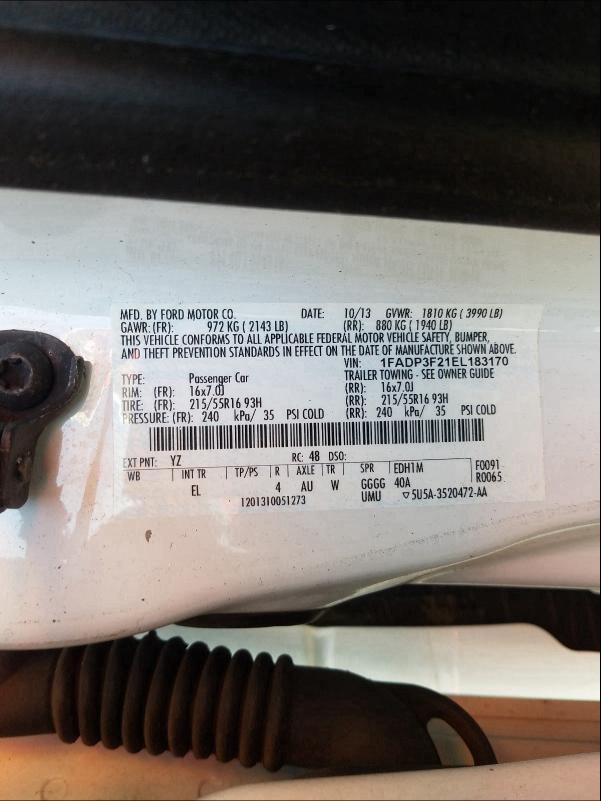 MFD. BY FORD MOTOR CO. DATE: 10/13 GVWR: 1810 KG ( 3990 LB)
GAWR: (FR): 972 KG ( 2143 LB) (RR): 880 KG ( 1940 LB)
THIS VEHICLE CONFORMS TO ALL APPLICABLE FEDERAL MOTOR VEHICLE SAFETY, BUMPER,
AND THEFT PREVENTION STANDARDS IN EFFECT ON THE DATE OF MANUFACTURE SHOWN ABOVE.
VIN: 1FADP3F21EL183170
TYPE: Passenger Car TRAILER TOWING - SEE OWNER GUIDE
RIM: (FR): 16x7.0J (RR): 16x7.0J
TIRE: (FR): 215/55R16 93H (RR): 215/55R16 93H
PRESSURE: (FR): 240 kPa/ 35 PSI COLD (RR): 240 kPa/ 35 PSI COLD
EXT PNT: YZ RC: 48 DSO:
WB INT TR TP/PS R AXLE TR SPR EDH1M F0091
EL 4 AU W GGGG 40A R0065
1201310051273 UMU ▽5U5A-3520472-AA